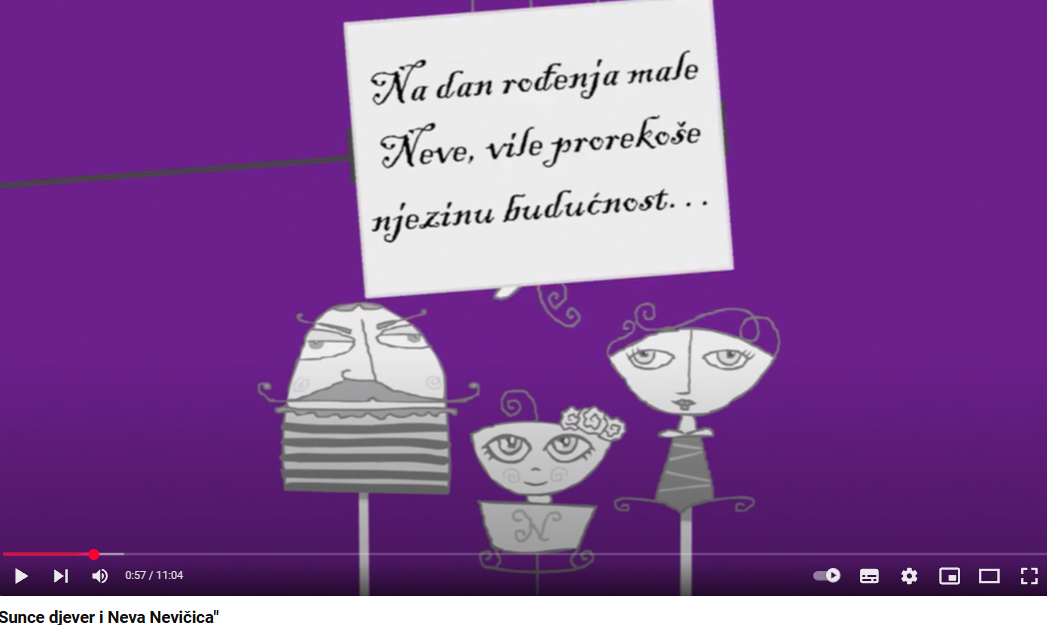 Na dan rođenja male
Neve, vile prorekoše
njezinu budućnost. . .
N
0:57 / 11:04
Sunce djever i Neva Nevičica"